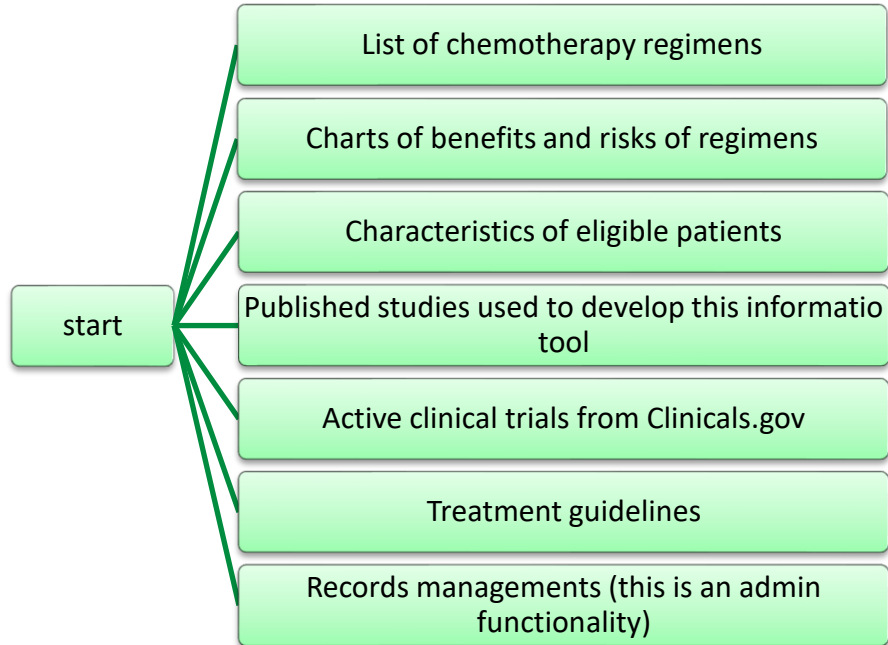 List of chemotherapy regimens
Charts of benefits and risks of regimens
Characteristics of eligible patients
start
Published studies used to develop this informatio
tool
Active clinical trials from Clinicals.gov
Treatment guidelines
Records managements (this is an admin
functionality)